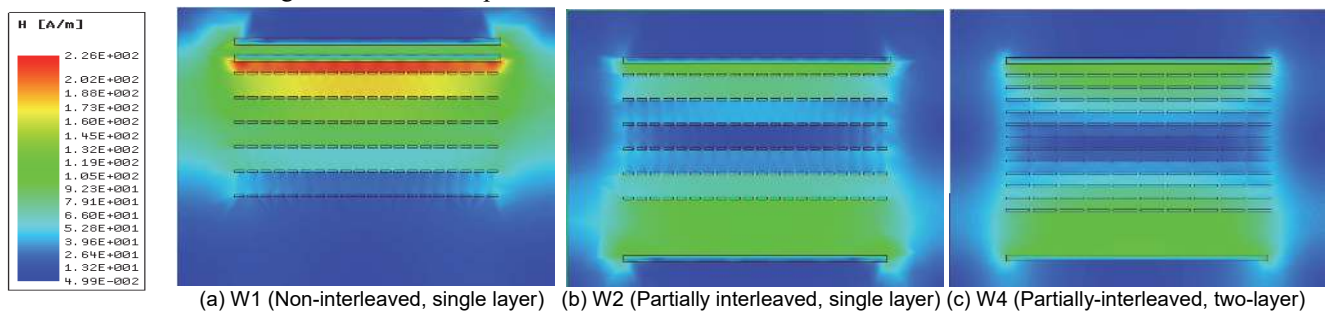 H [A/m]
2.26E+002
2.02E+002
1.88E+002
1.73E+002
1.60E+002
1.45E+002
1.32E+002
1.19E+002
1.05E+002
9.23E+001
7.91E+001
6.60E+001
5.28E+001
3.96E+001
2.64E+001
1.32E+001
4.99E-002
(a) W1 (Non-interleaved, single layer) (b) W2 (Partially interleaved, single layer) (c) W4 (Partially-interleaved, two-layer)